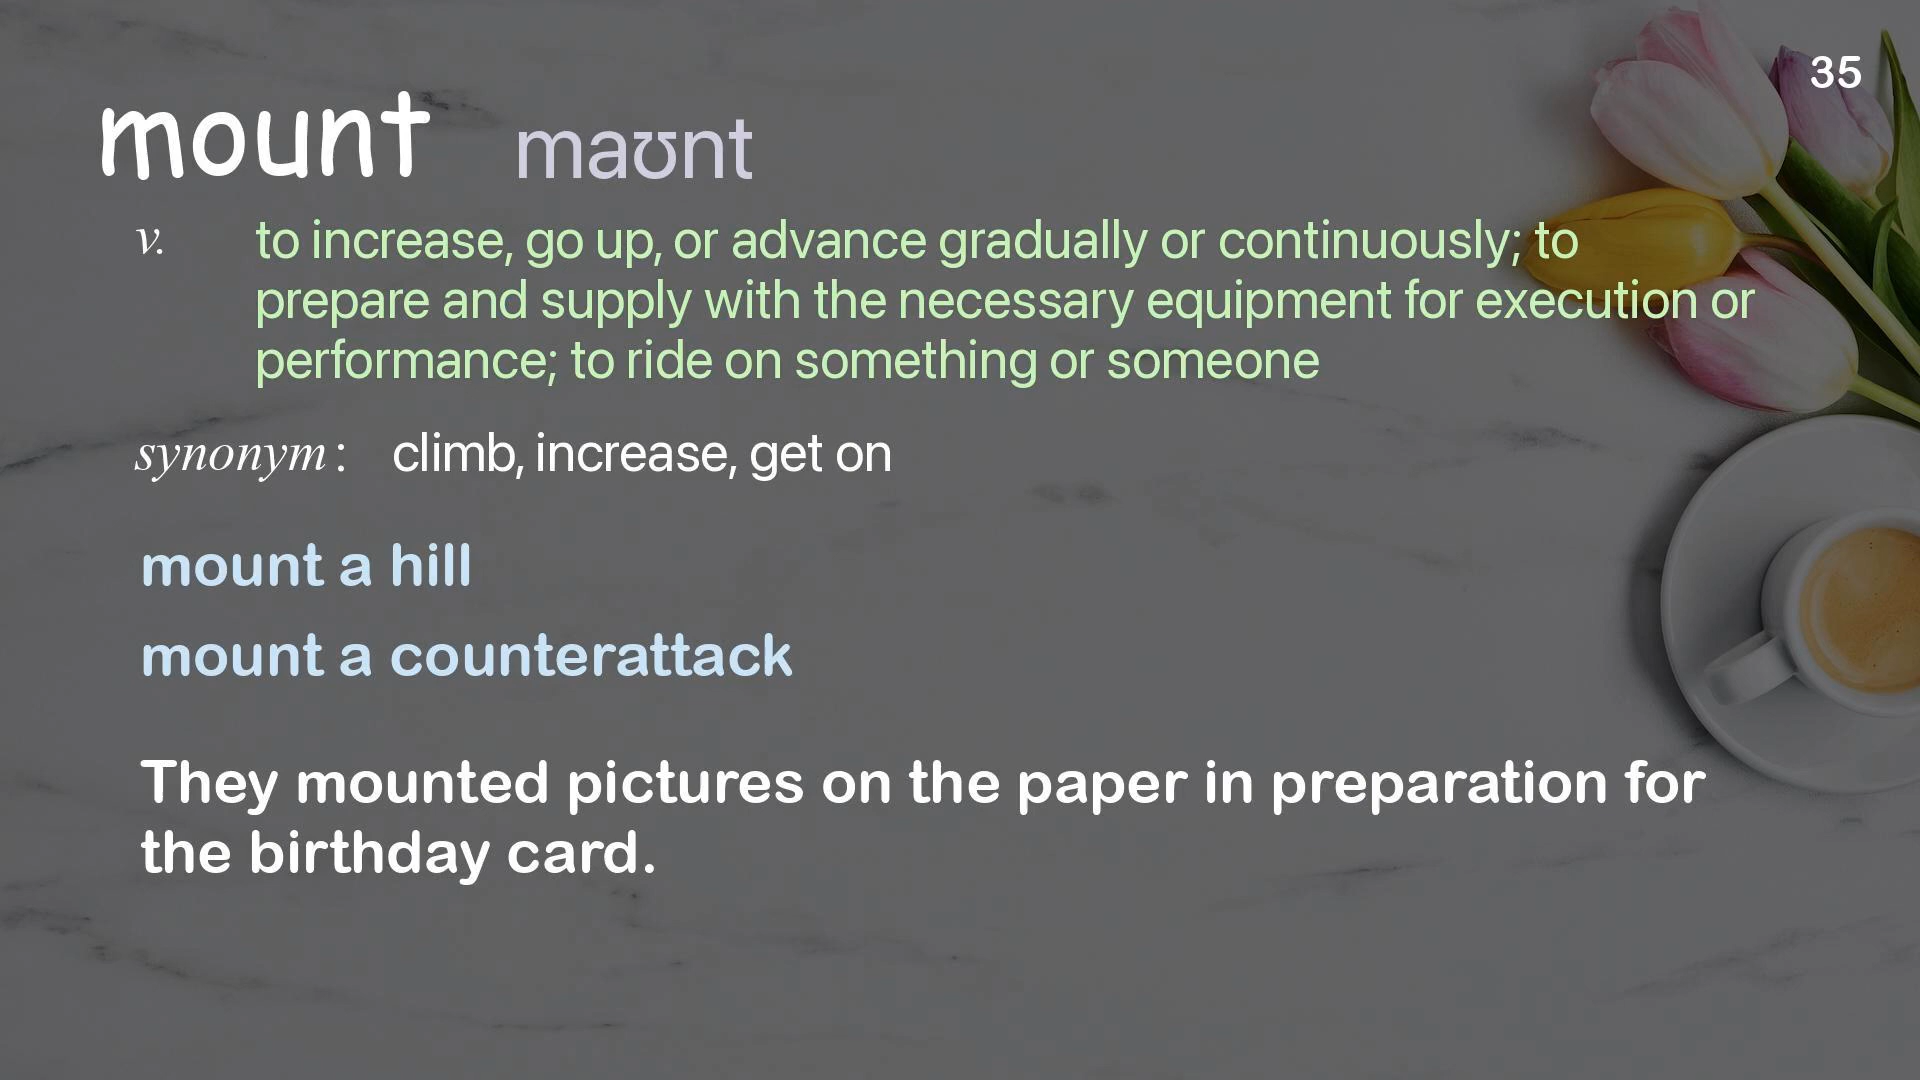 35
mount maʊnt
v. to increase, go up, or advance gradually or continuously; to
prepare and supply with the necessary equipment for execution or
performance; to ride on something or someone
synonym : climb, increase, get on
mount a hill
mount a counterattack
They mounted pictures on the paper in preparation for
the birthday card.